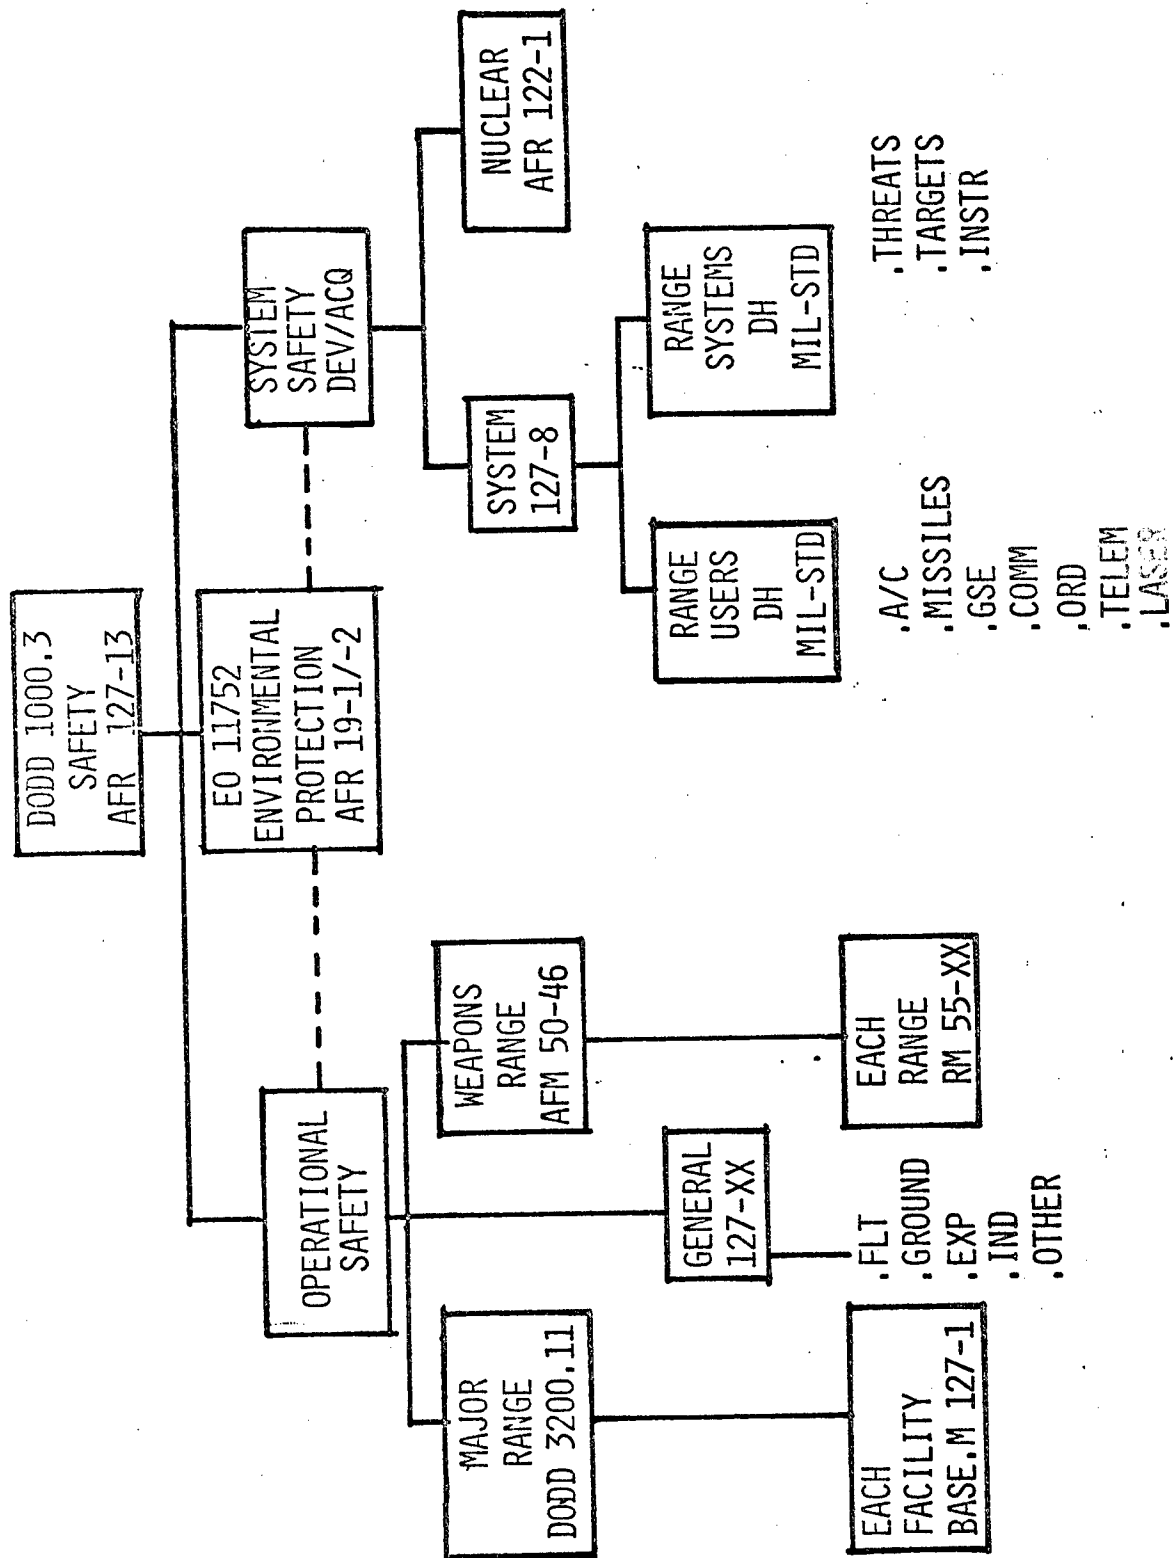 DODD 1000.3
SAFETY
AFR 127-13
EO 11752
ENVIRONMENTAL
PROTECTION
AFR 19-1/-2
OPERATIONAL
SAFETY
SYSTEM
SAFETY
DEV/ACQ
MAJOR
RANGE
DODD 3200.11
WEAPONS
RANGE
AFM 50-46
SYSTEM
127-8
NUCLEAR
AFR 122-1
GENERAL
127-XX
RANGE
USERS
DH
MIL-STD
RANGE
SYSTEMS
DH
MIL-STD
EACH
FACILITY
BASE.M 127-1
.FLT
.GROUND
.EXP
.IND
.OTHER
EACH
RANGE
RM 55-XX
.A/C
.MISSILES
.GSE
.COMM
.ORD
.TELEM
.LASER
.THREATS
.TARGETS
.INSTR